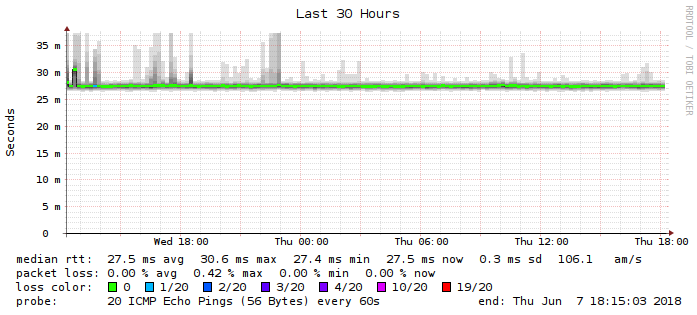 Last 30 Hours
RRDTOOL / TOBI OETIKER
Seconds
35 m
30 m
25 m
20 m
15 m
10 m
5 m
0
Wed 18:00 Thu 00:00 Thu 06:00 Thu 12:00 Thu 18:00
median rtt: 27.5 ms avg 30.6 ms max 27.4 ms min 27.5 ms now 0.3 ms sd 106.1 am/s
packet loss: 0.00 % avg 0.42 % max 0.00 % min 0.00 % now
loss color: 0 1/20 2/20 3/20 4/20 10/20 19/20
probe: 20 ICMP Echo Pings (56 Bytes) every 60s end: Thu Jun 7 18:15:03 2018